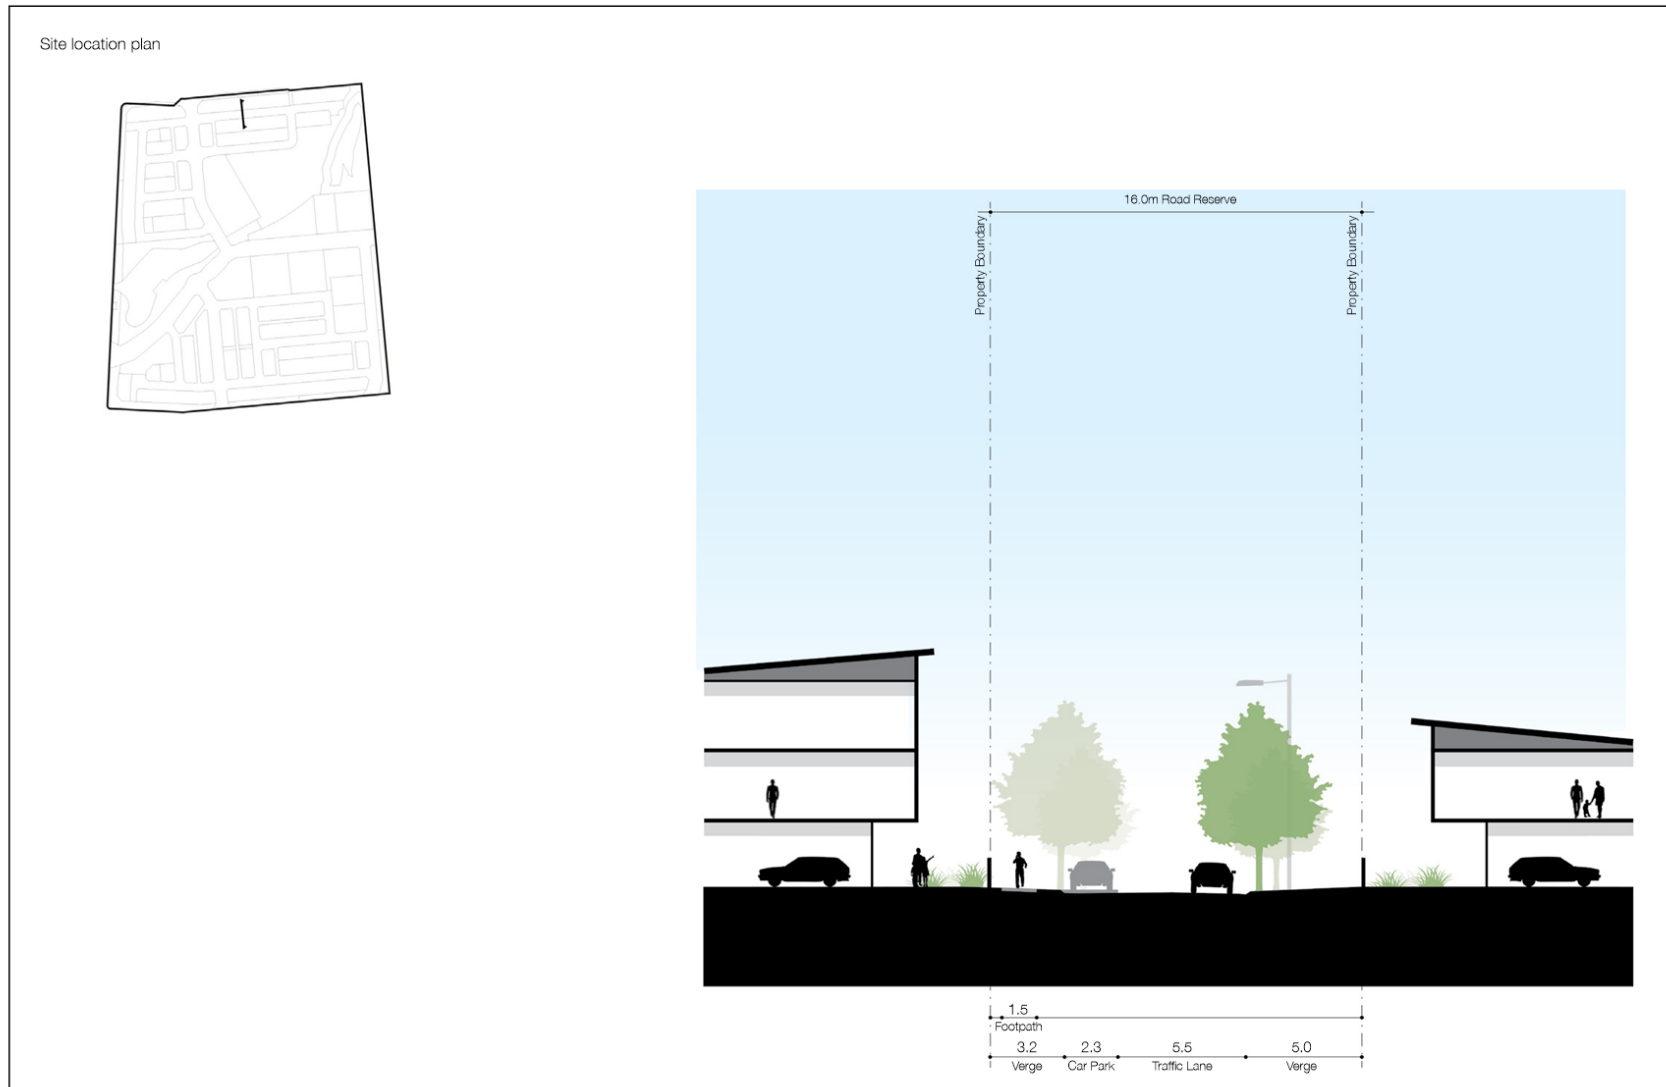 Site location plan
16.0m Road Reserve
Property Boundary
Property Boundary
1.5
Footpath
3.2 2.3 5.5 5.0
Verge Car Park Traffic Lane Verge